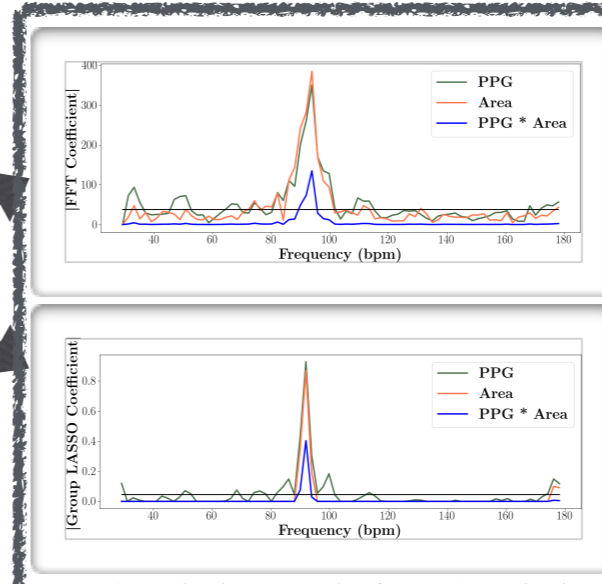 |FFT Coefficient|
400
300
200
100
0
PPG
Area
PPG * Area
40 60 80 100 120 140 160 180
Frequency (bpm)
|Group LASSO Coefficient|
0.8
0.6
0.4
0.2
0.0
PPG
Area
PPG * Area
40 60 80 100 120 140 160 180
Frequency (bpm)